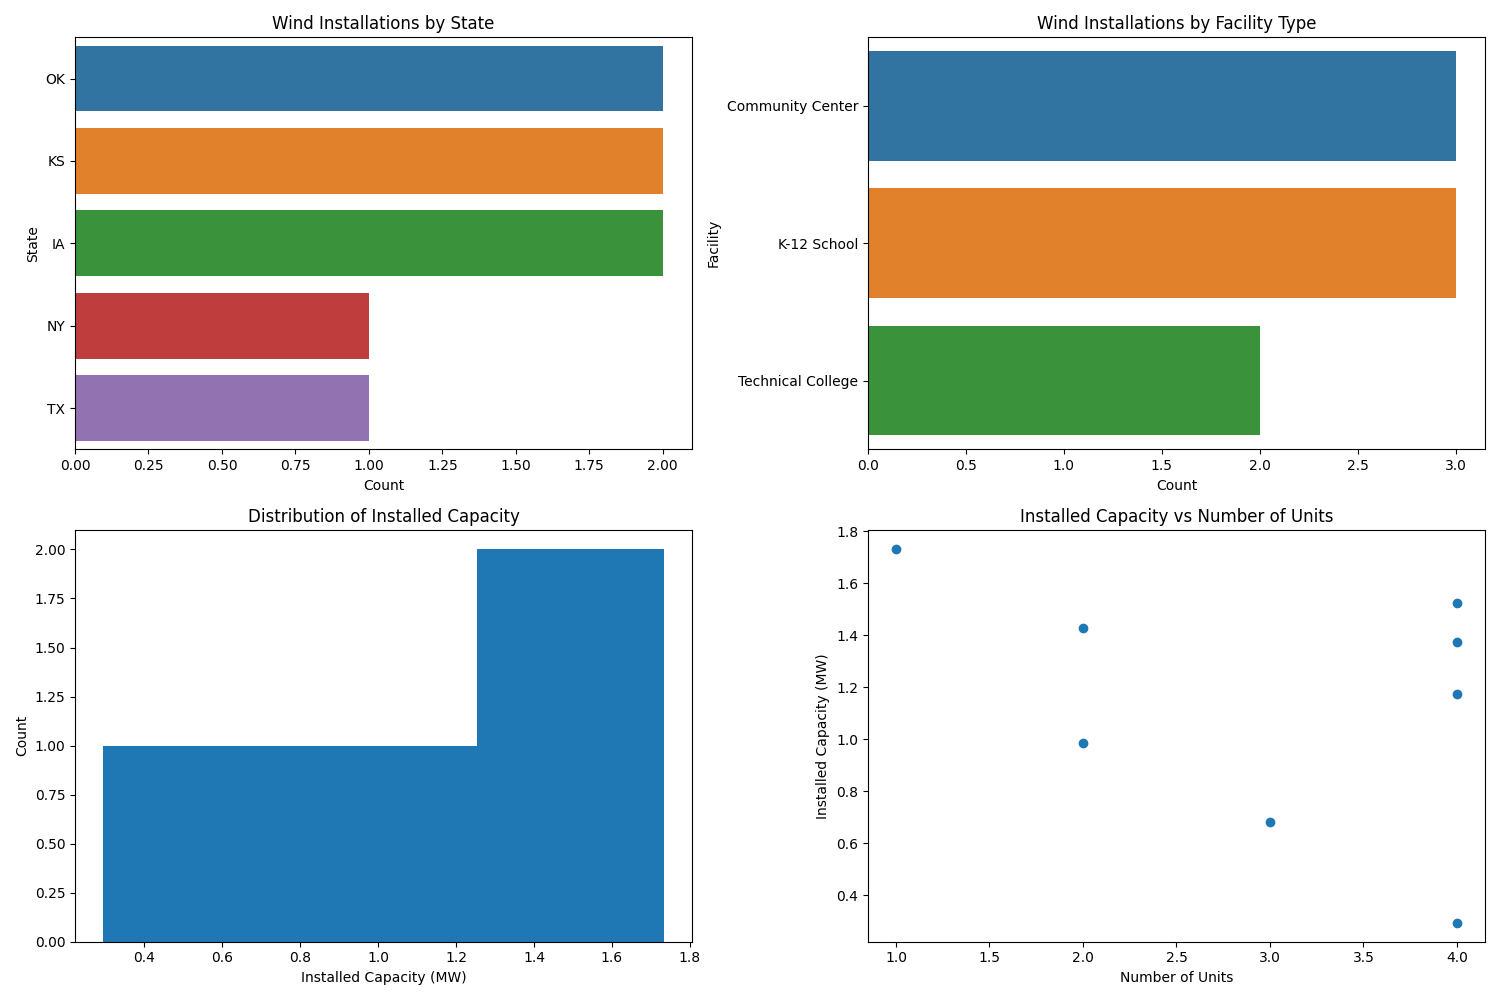 Wind Installations by State
State
OK
KS
IA
NY
TX
0.00 0.25 0.50 0.75 1.00 1.25 1.50 1.75 2.00
Count
Wind Installations by Facility Type
Facility
Community Center
K-12 School
Technical College
0.0 0.5 1.0 1.5 2.0 2.5 3.0
Count
Distribution of Installed Capacity
Count
2.00
1.75
1.50
1.25
1.00
0.75
0.50
0.25
0.00
0.4 0.6 0.8 1.0 1.2 1.4 1.6 1.8
Installed Capacity (MW)
Installed Capacity vs Number of Units
Installed Capacity (MW)
1.8
1.6
1.4
1.2
1.0
0.8
0.6
0.4
1.0 1.5 2.0 2.5 3.0 3.5 4.0
Number of Units